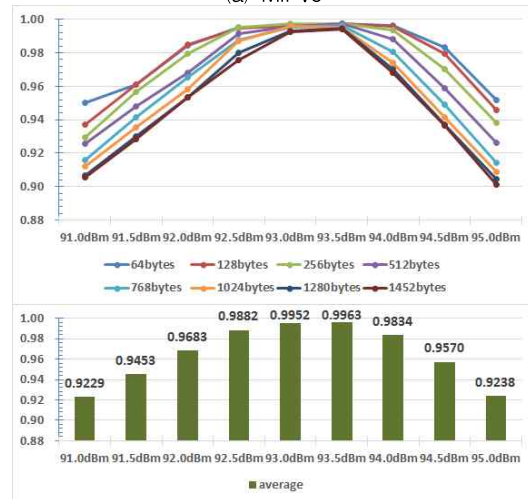 1.00
0.98
0.96
0.94
0.92
0.90
0.88
91.0dBm 91.5dBm 92.0dBm 92.5dBm 93.0dBm 93.5dBm 94.0dBm 94.5dBm 95.0dBm
64bytes 128bytes 256bytes 512bytes
768bytes 1024bytes 1280bytes 1452bytes
1.00
0.98
0.96
0.94
0.92
0.90
0.88
0.9229 0.9453 0.9683 0.9882 0.9952 0.9963 0.9834 0.9570 0.9238
91.0dBm 91.5dBm 92.0dBm 92.5dBm 93.0dBm 93.5dBm 94.0dBm 94.5dBm 95.0dBm
average